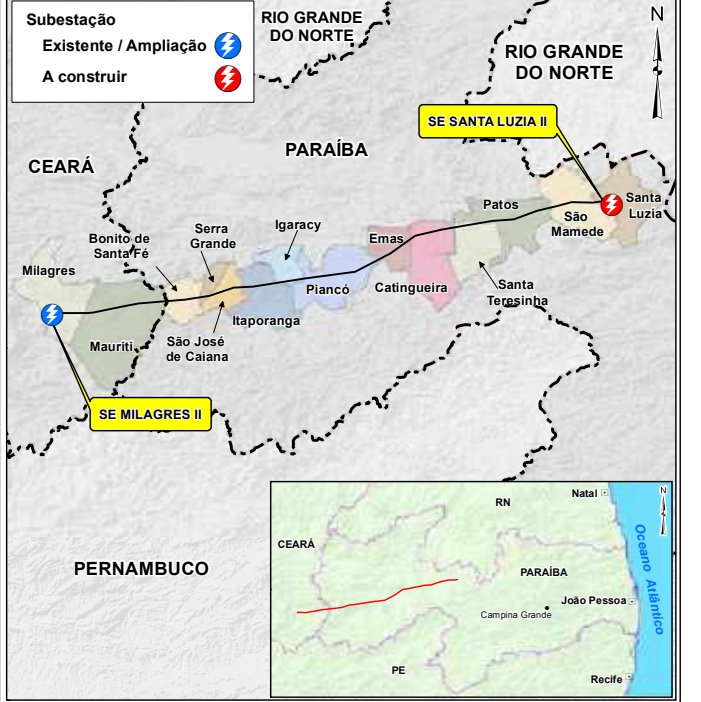 Subestação
Existente / Ampliação
A construir
RIO GRANDE
DO NORTE
N
RIO GRANDE
DO NORTE
SE SANTA LUZIA II
PARAÍBA
CEARÁ
Santa
Luzia
Patos
São
Mamede
Igaracy
Serra
Grande
Bonito de
Santa Fé
Emas
Milagres
Piancó
Catingueira
Santa
Teresinha
Itaporanga
São José
de Caiana
Mauriti
SE MILAGRES II
PERNAMBUCO
Natal
N
RN
CEARÁ
Oceano Atlântico
PARAÍBA
João Pessoa
Campina Grande
PE
Recife